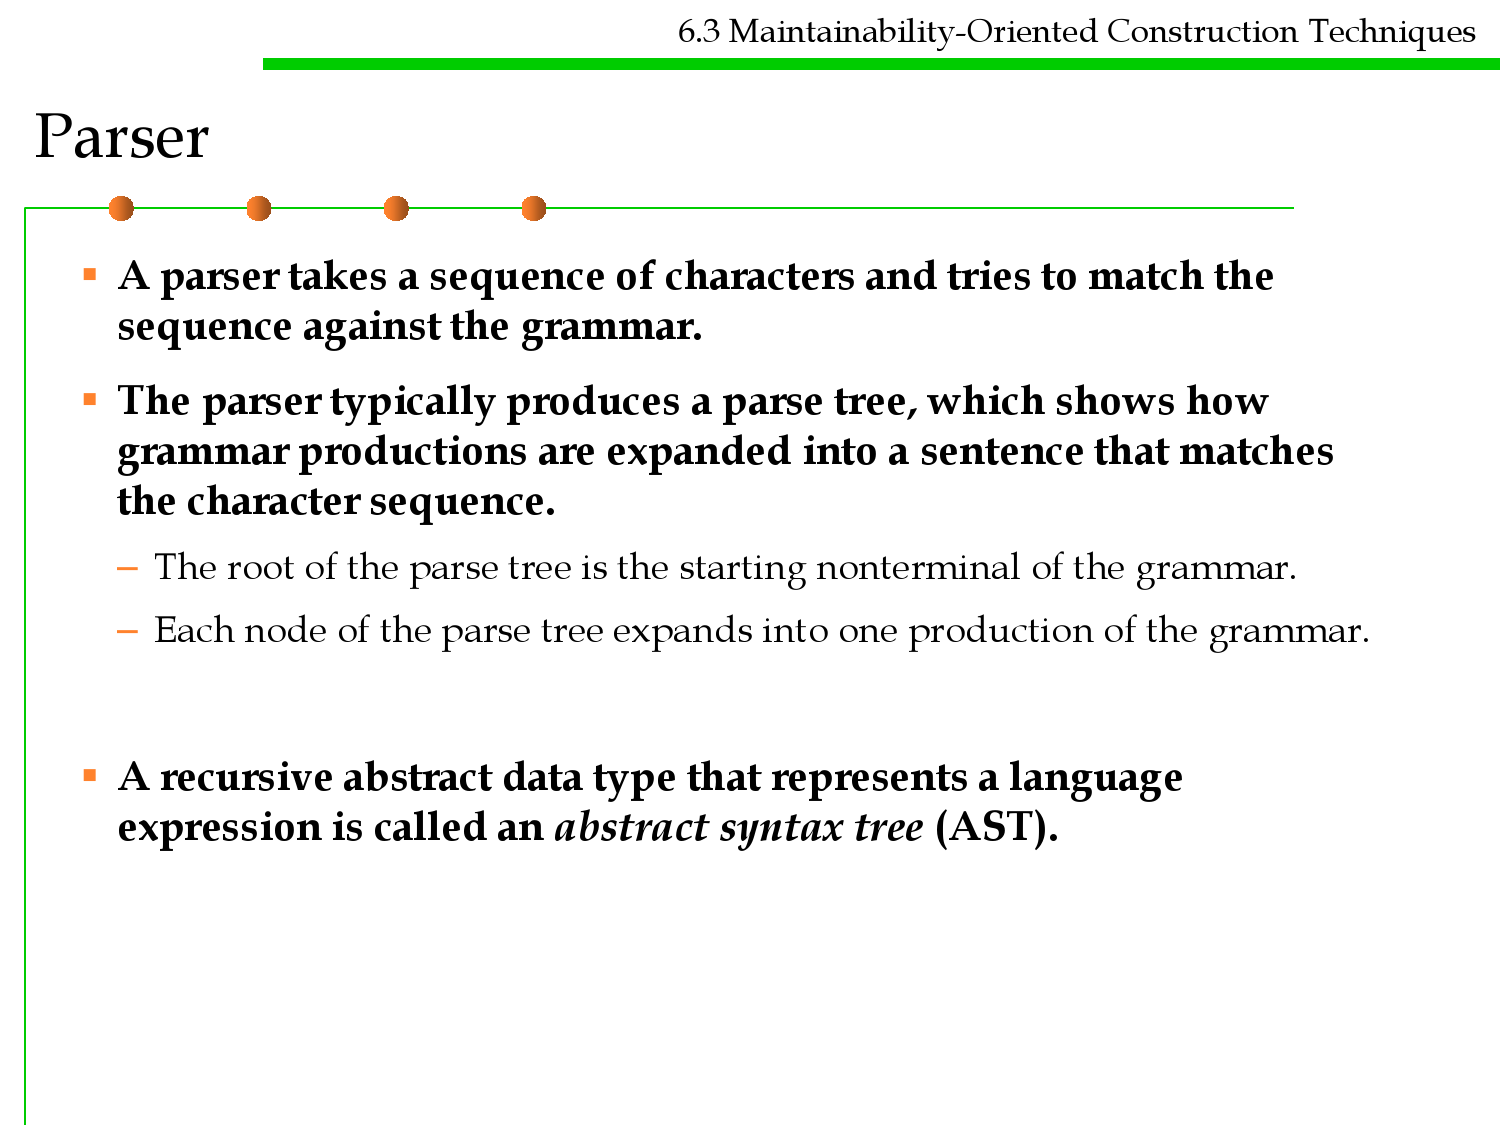 6.3 Maintainability-Oriented Construction Techniques
Parser
▪ A parser takes a sequence of characters and tries to match the
sequence against the grammar.
▪ The parser typically produces a parse tree, which shows how
grammar productions are expanded into a sentence that matches
the character sequence.
– The root of the parse tree is the starting nonterminal of the grammar.
– Each node of the parse tree expands into one production of the grammar.
▪ A recursive abstract data type that represents a language
expression is called an abstract syntax tree (AST).